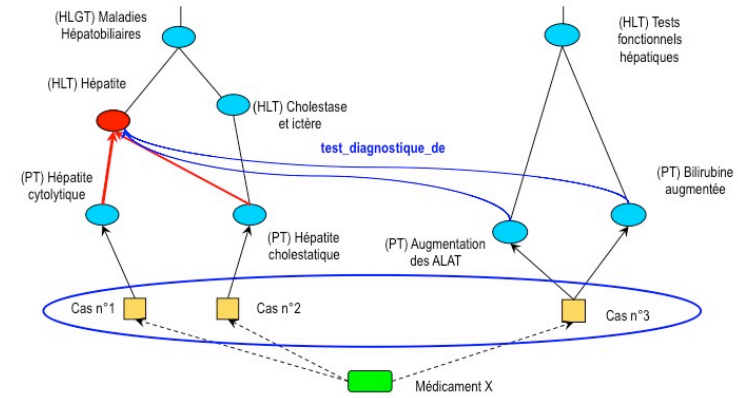 (HLGT) Maladies
Hépatobiliaires
(HLT) Tests
fonctionnels
hépatiques
(HLT) Hépatite
(HLT) Cholestase
et ictère
test_diagnostique_de
(PT) Hépatite
cytolytique
(PT) Bilirubine
augmentée
(PT) Hépatite
cholestatique
(PT) Augmentation
des ALAT
Cas n°1
Cas n°2
Cas n°3
Médicament X